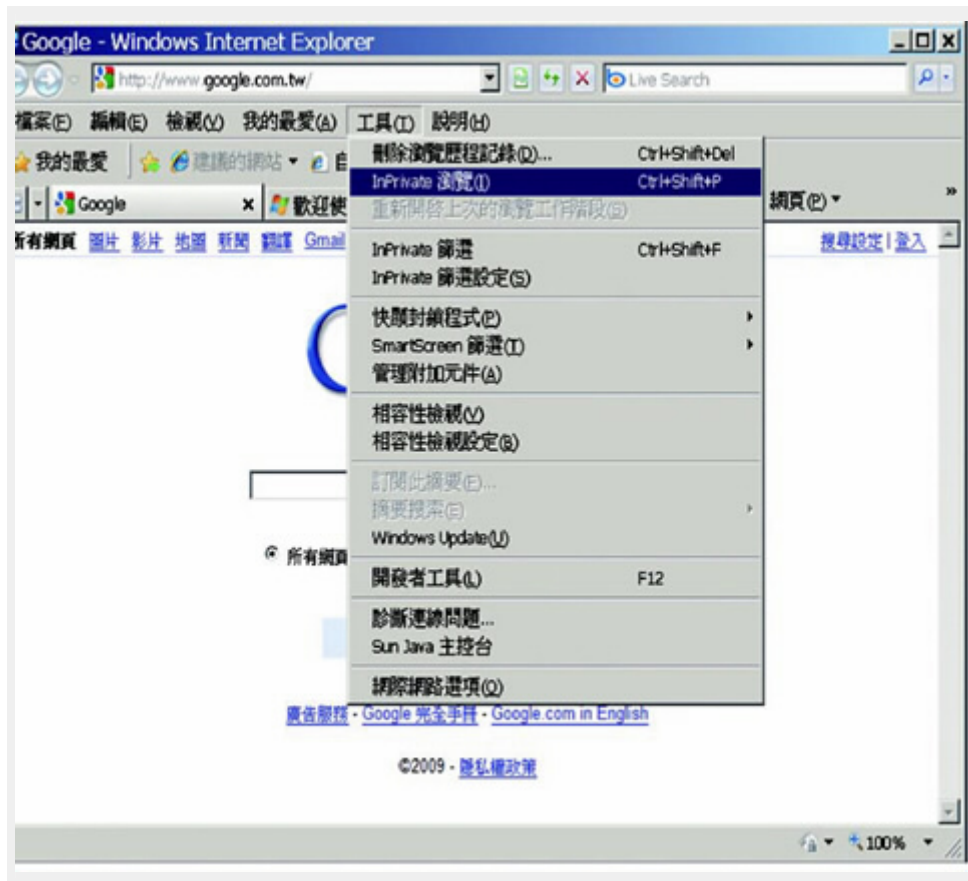 Google - Windows Internet Explorer
http://www.google.com.tw/
Live Search
檔案(F) 編輯(E) 檢視(V) 我的最愛(A) 工具(T) 說明(H)
我的最愛 建議的網站 自
Google 歡迎使 網頁(P)
所有網頁 圖片 影片 地圖 新聞 翻譯 Gmail 搜尋設定 | 登入
刪除瀏覽歷程記錄(D)... Ctrl+Shift+Del
InPrivate 瀏覽(I) Ctrl+Shift+P
重新開啟上次的瀏覽工作階段(S)
InPrivate 篩選 Ctrl+Shift+F
InPrivate 篩選設定(S)
快顯封鎖程式(P)
SmartScreen 篩選(T)
管理附加元件(A)
相容性檢視(V)
相容性檢視設定(B)
訂閱此摘要(F)...
摘要搜索(E)
Windows Update(U)
所有網頁
開發者工具(L) F12
診斷連線問題...
Sun Java 主控台
網際網路選項(O)
廣告服務 - Google 完全手冊 - Google.com in English
©2009 - 隱私權政策
100%